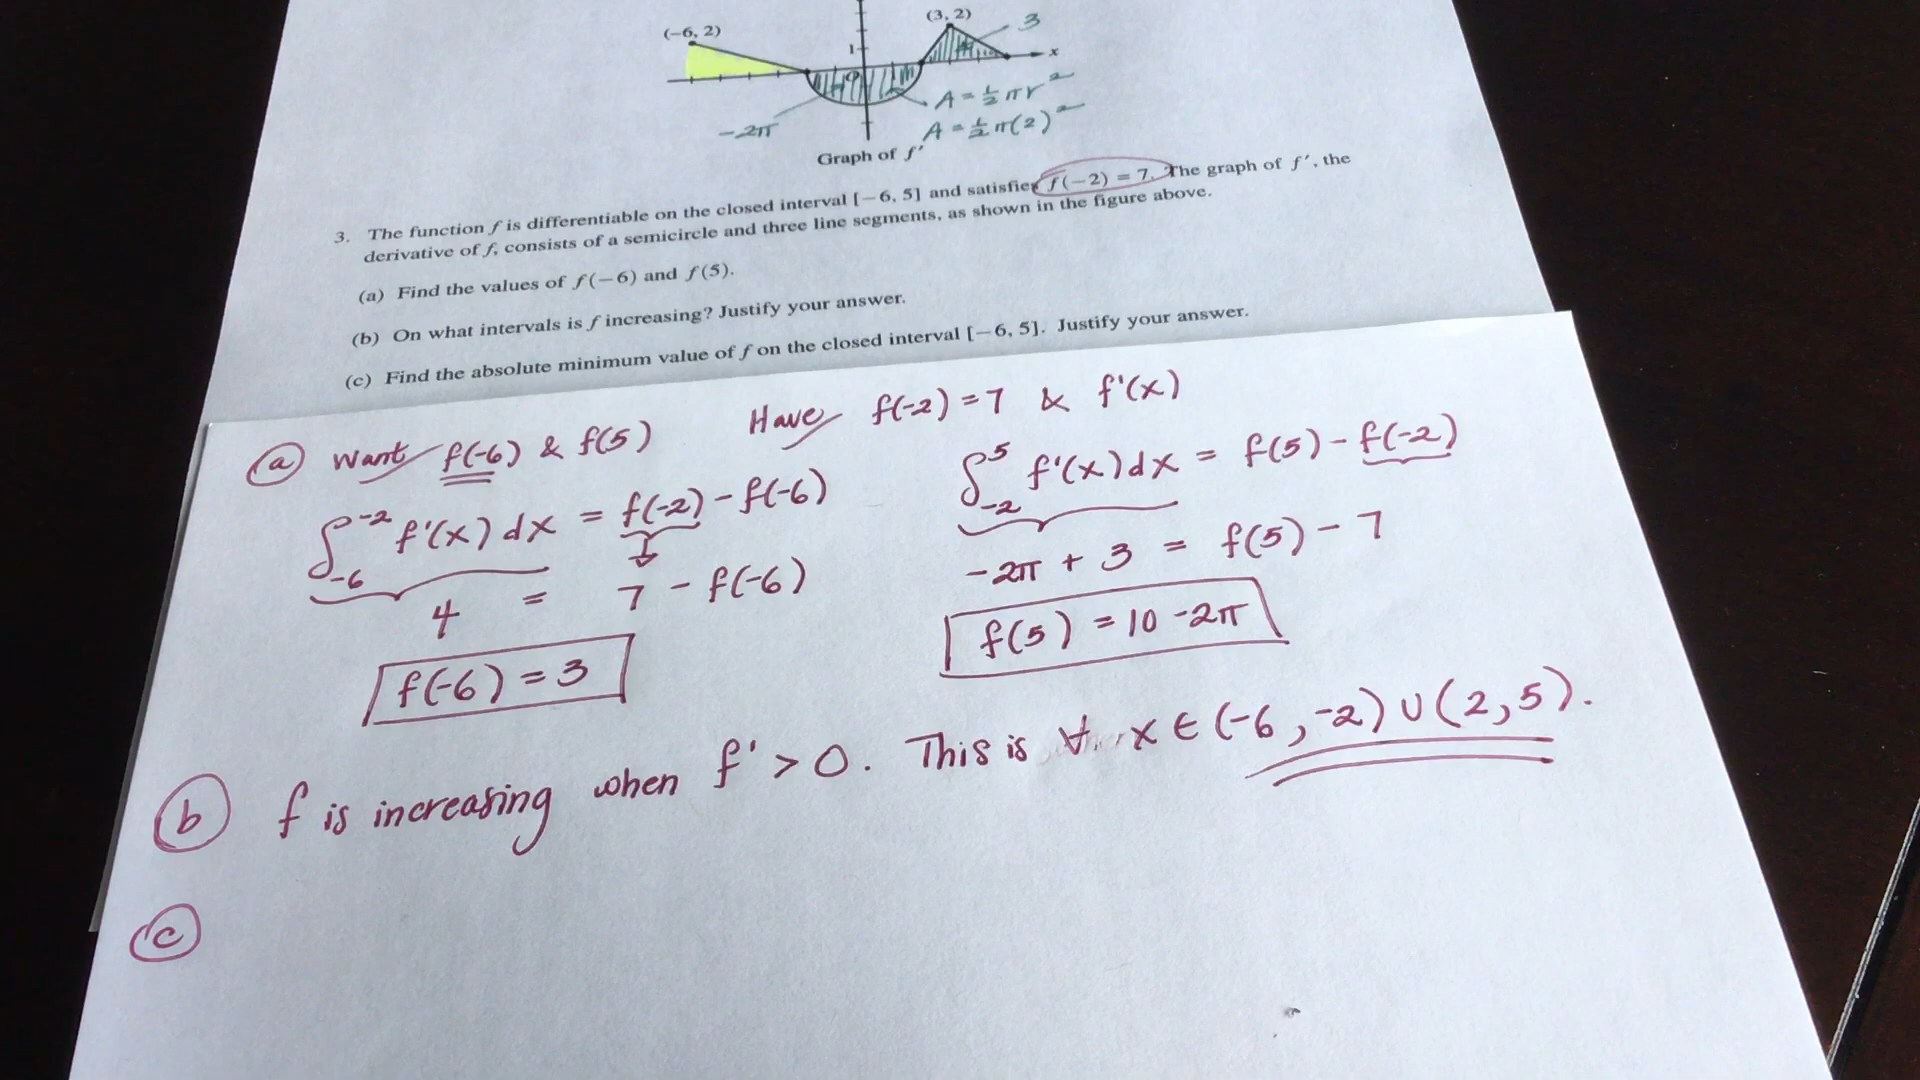 (-6, 2)
(3, 2)
3
1
x
O
-2π
A = 1/2 πr²
A = 1/2 π(2)²
Graph of f'
3. The function f is differentiable on the closed interval [-6, 5] and satisfies f(-2) = 7. The graph of f', the
derivative of f, consists of a semicircle and three line segments, as shown in the figure above.
(a) Find the values of f(-6) and f(5).
(b) On what intervals is f increasing? Justify your answer.
(c) Find the absolute minimum value of f on the closed interval [-6, 5]. Justify your answer.
(a) Want f(-6) & f(5) Have f(-2) = 7 & f'(x)
∫_{-6}^{-2} f'(x) dx = f(-2) - f(-6)
4 = 7 - f(-6)
f(-6) = 3
∫_{-2}^{5} f'(x) dx = f(5) - f(-2)
-2π + 3 = f(5) - 7
f(5) = 10 - 2π
(b) f is increasing when f' > 0. This is ∀ x ∈ (-6, -2) ∪ (2, 5).
(c)